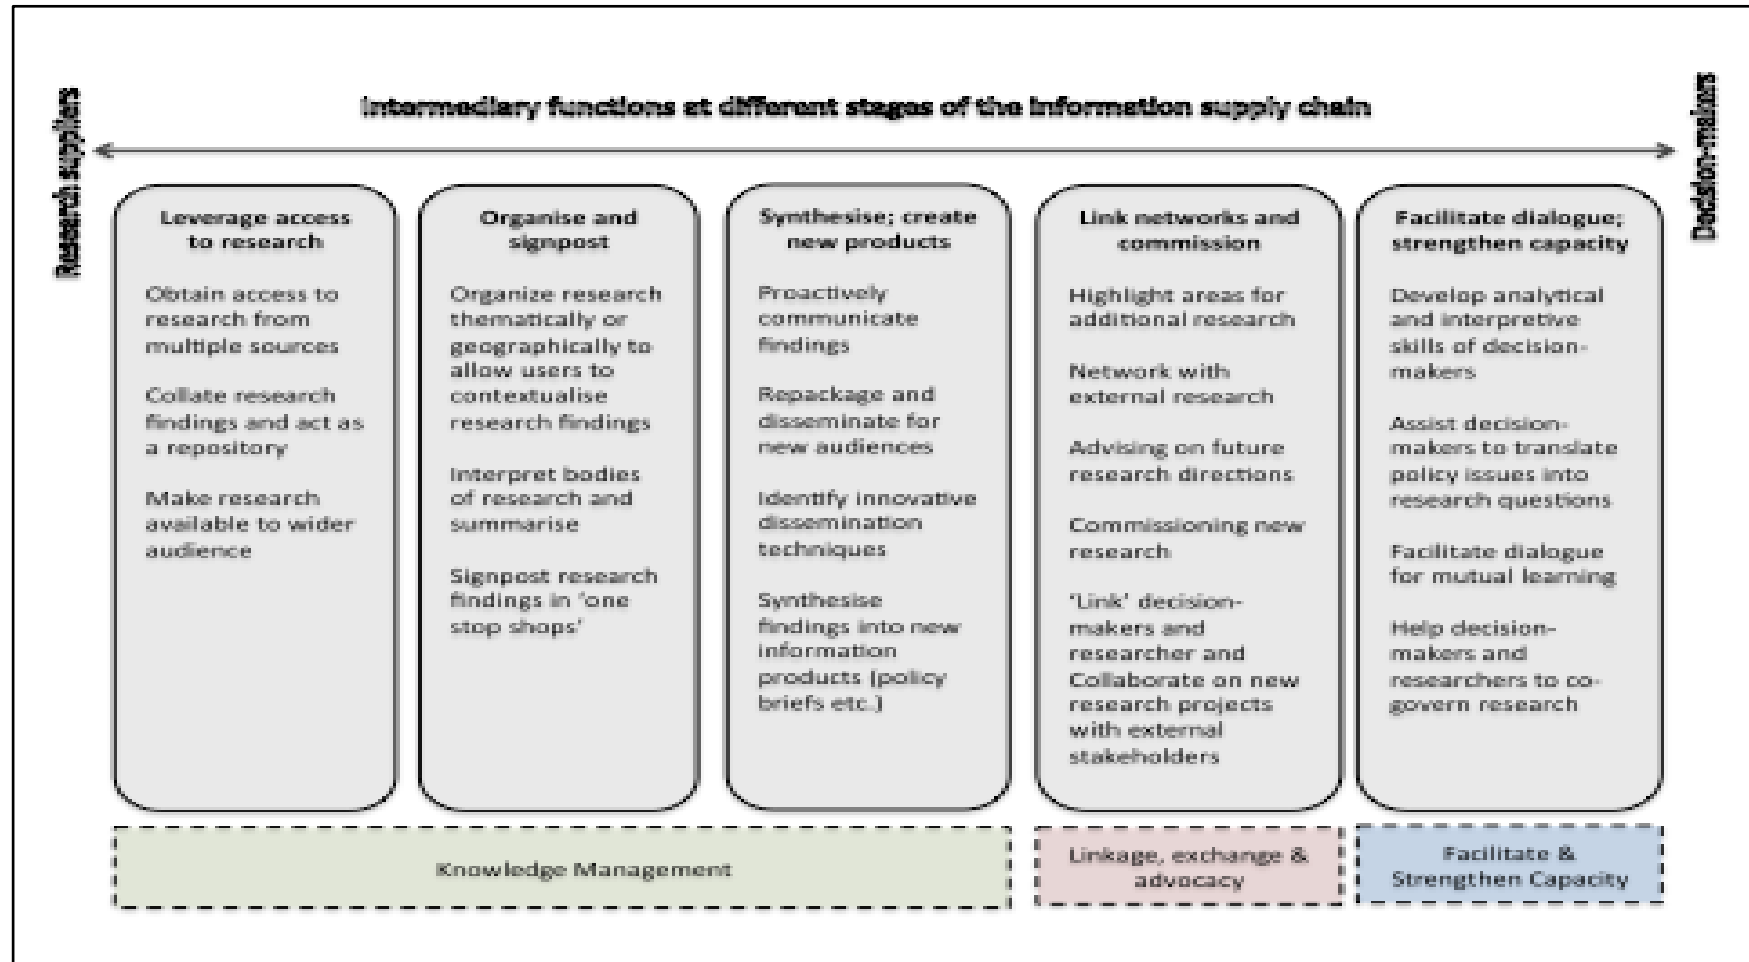 Intermediary functions at different stages of the information supply chain
Research suppliers
Decision-makers
Leverage access
to research
Obtain access to
research from
multiple sources
Collate research
findings and act as
a repository
Make research
available to wider
audience
Organise and
signpost
Organize research
thematically or
geographically to
allow users to
contextualise
research findings
Interpret bodies
of research and
summarise
Signpost research
findings in ‘one
stop shops’
Synthesise; create
new products
Proactively
communicate
findings
Repackage and
disseminate for
new audiences
Identify innovative
dissemination
techniques
Synthesise
findings into new
information
products (policy
briefs etc.)
Link networks and
commission
Highlight areas for
additional research
Network with
external research
Advising on future
research directions
Commissioning new
research
‘Link’ decision-
makers and
researcher and
Collaborate on new
research projects
with external
stakeholders
Facilitate dialogue;
strengthen capacity
Develop analytical
and interpretive
skills of decision-
makers
Assist decision-
makers to translate
policy issues into
research questions
Facilitate dialogue
for mutual learning
Help decision-
makers and
researchers to co-
govern research
Knowledge Management
Linkage, exchange &
advocacy
Facilitate &
Strengthen Capacity